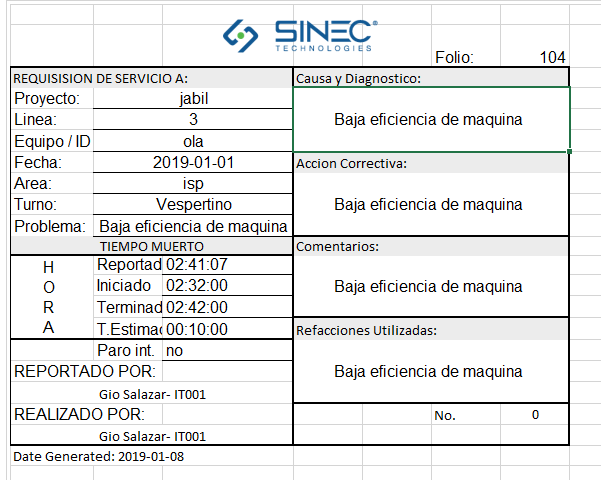 SINEC®
TECHNOLOGIES
Folio: 104
REQUISISION DE SERVICIO A:
Proyecto: jabil
Linea: 3
Equipo / ID ola
Fecha: 2019-01-01
Area: isp
Turno: Vespertino
Problema: Baja eficiencia de maquina
TIEMPO MUERTO
H
O
R
A
Reportad 02:41:07
Iniciado 02:32:00
Terminad 02:42:00
T.Estimac 00:10:00
Paro int. no
REPORTADO POR:
Gio Salazar- IT001
REALIZADO POR:
Gio Salazar- IT001
Causa y Diagnostico:
Baja eficiencia de maquina
Accion Correctiva:
Baja eficiencia de maquina
Comentarios:
Baja eficiencia de maquina
Refacciones Utilizadas:
Baja eficiencia de maquina
No. 0
Date Generated: 2019-01-08